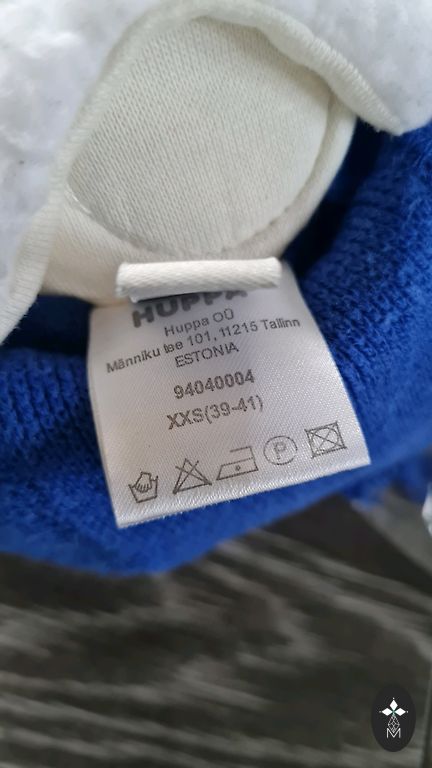 HUPPA
Huppa OÜ
Männiku tee 101, 11215 Tallinn
ESTONIA
94040004
XXS(39-41)
P
M